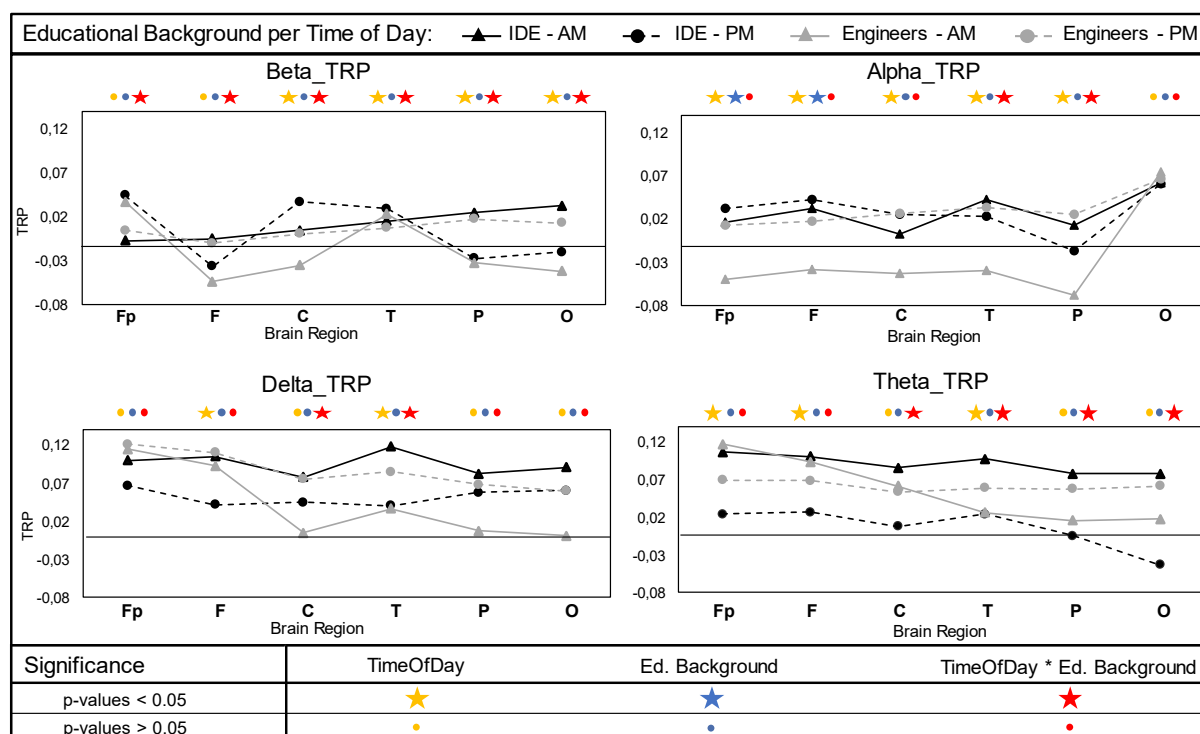 Educational Background per Time of Day: IDE - AM IDE - PM Engineers - AM Engineers - PM
Beta_TRP
0,12
0,07
0,02
-0,03
-0,08
TRP
Fp F C T P O
Brain Region
Alpha_TRP
0,12
0,07
0,02
-0,03
-0,08
Fp F C T P O
Brain Region
Delta_TRP
0,12
0,07
0,02
-0,03
-0,08
TRP
Fp F C T P O
Brain Region
Theta_TRP
0,12
0,07
0,02
-0,03
-0,08
Fp F C T P O
Brain Region
Significance TimeOfDay Ed. Background TimeOfDay * Ed. Background
p-values < 0.05
p-values > 0.05